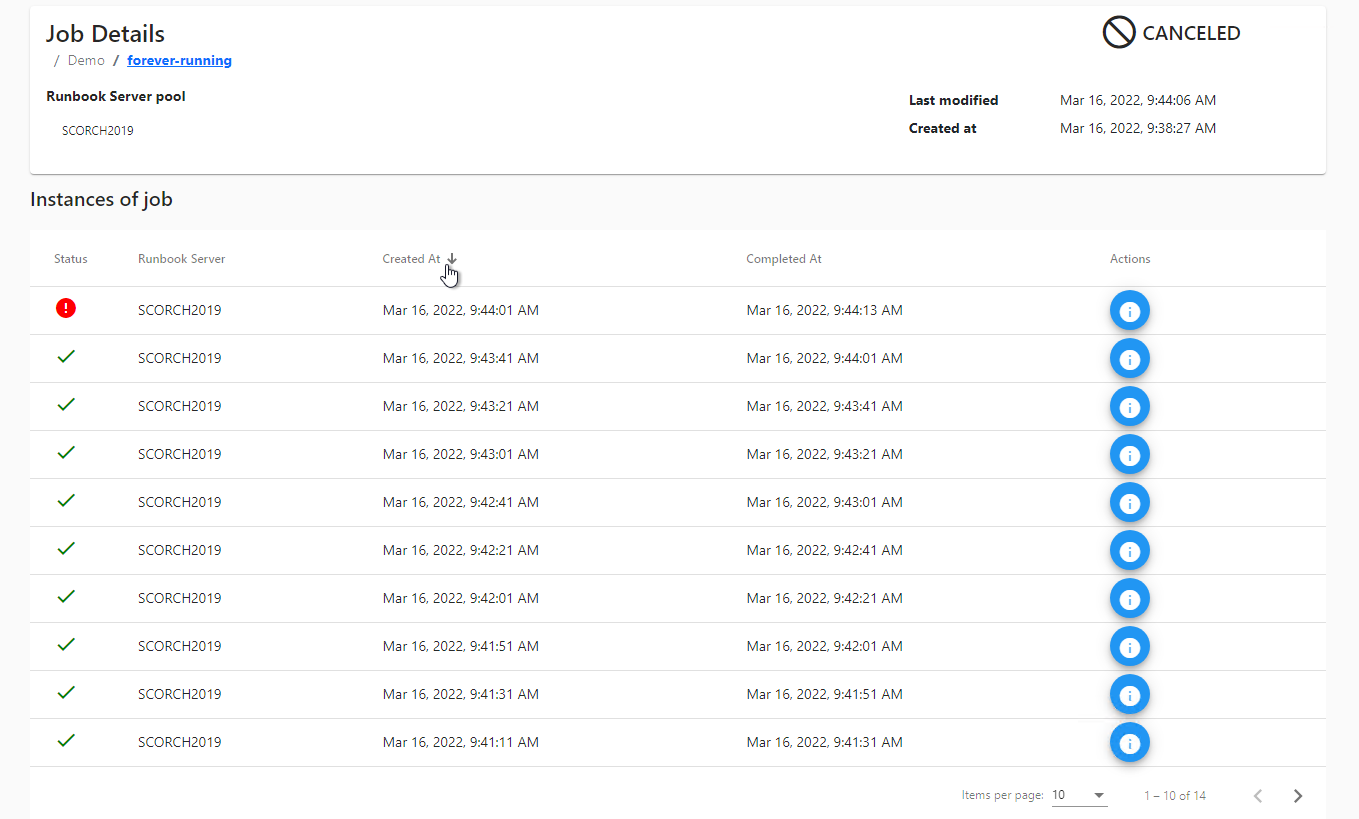 Job Details
CANCELED
/ Demo / forever-running
Runbook Server pool
SCORCH2019
Last modified Mar 16, 2022, 9:44:06 AM
Created at Mar 16, 2022, 9:38:27 AM
Instances of job
Status Runbook Server Created At Completed At Actions
SCORCH2019 Mar 16, 2022, 9:44:01 AM Mar 16, 2022, 9:44:13 AM
SCORCH2019 Mar 16, 2022, 9:43:41 AM Mar 16, 2022, 9:44:01 AM
SCORCH2019 Mar 16, 2022, 9:43:21 AM Mar 16, 2022, 9:43:41 AM
SCORCH2019 Mar 16, 2022, 9:43:01 AM Mar 16, 2022, 9:43:21 AM
SCORCH2019 Mar 16, 2022, 9:42:41 AM Mar 16, 2022, 9:43:01 AM
SCORCH2019 Mar 16, 2022, 9:42:21 AM Mar 16, 2022, 9:42:41 AM
SCORCH2019 Mar 16, 2022, 9:42:01 AM Mar 16, 2022, 9:42:21 AM
SCORCH2019 Mar 16, 2022, 9:41:51 AM Mar 16, 2022, 9:42:01 AM
SCORCH2019 Mar 16, 2022, 9:41:31 AM Mar 16, 2022, 9:41:51 AM
SCORCH2019 Mar 16, 2022, 9:41:11 AM Mar 16, 2022, 9:41:31 AM
Items per page: 10 1 – 10 of 14